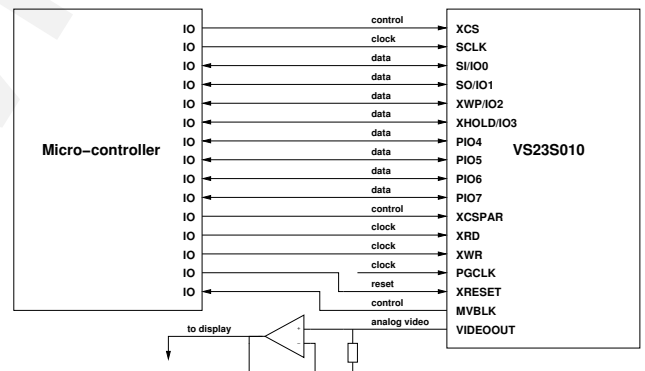 control
IO XCS
clock
IO SCLK
data
IO SI/IO0
data
IO SO/IO1
data
IO XWP/IO2
data
IO XHOLD/IO3
data
IO PIO4
Micro-controller VS23S010
data
IO PIO5
data
IO PIO6
data
IO PIO7
control
IO XCSPAR
clock
IO XRD
clock
IO XWR
clock
IO PGCLK
reset
IO XRESET
control
MVBLK
analog video
to display
+
VIDEOOUT
−